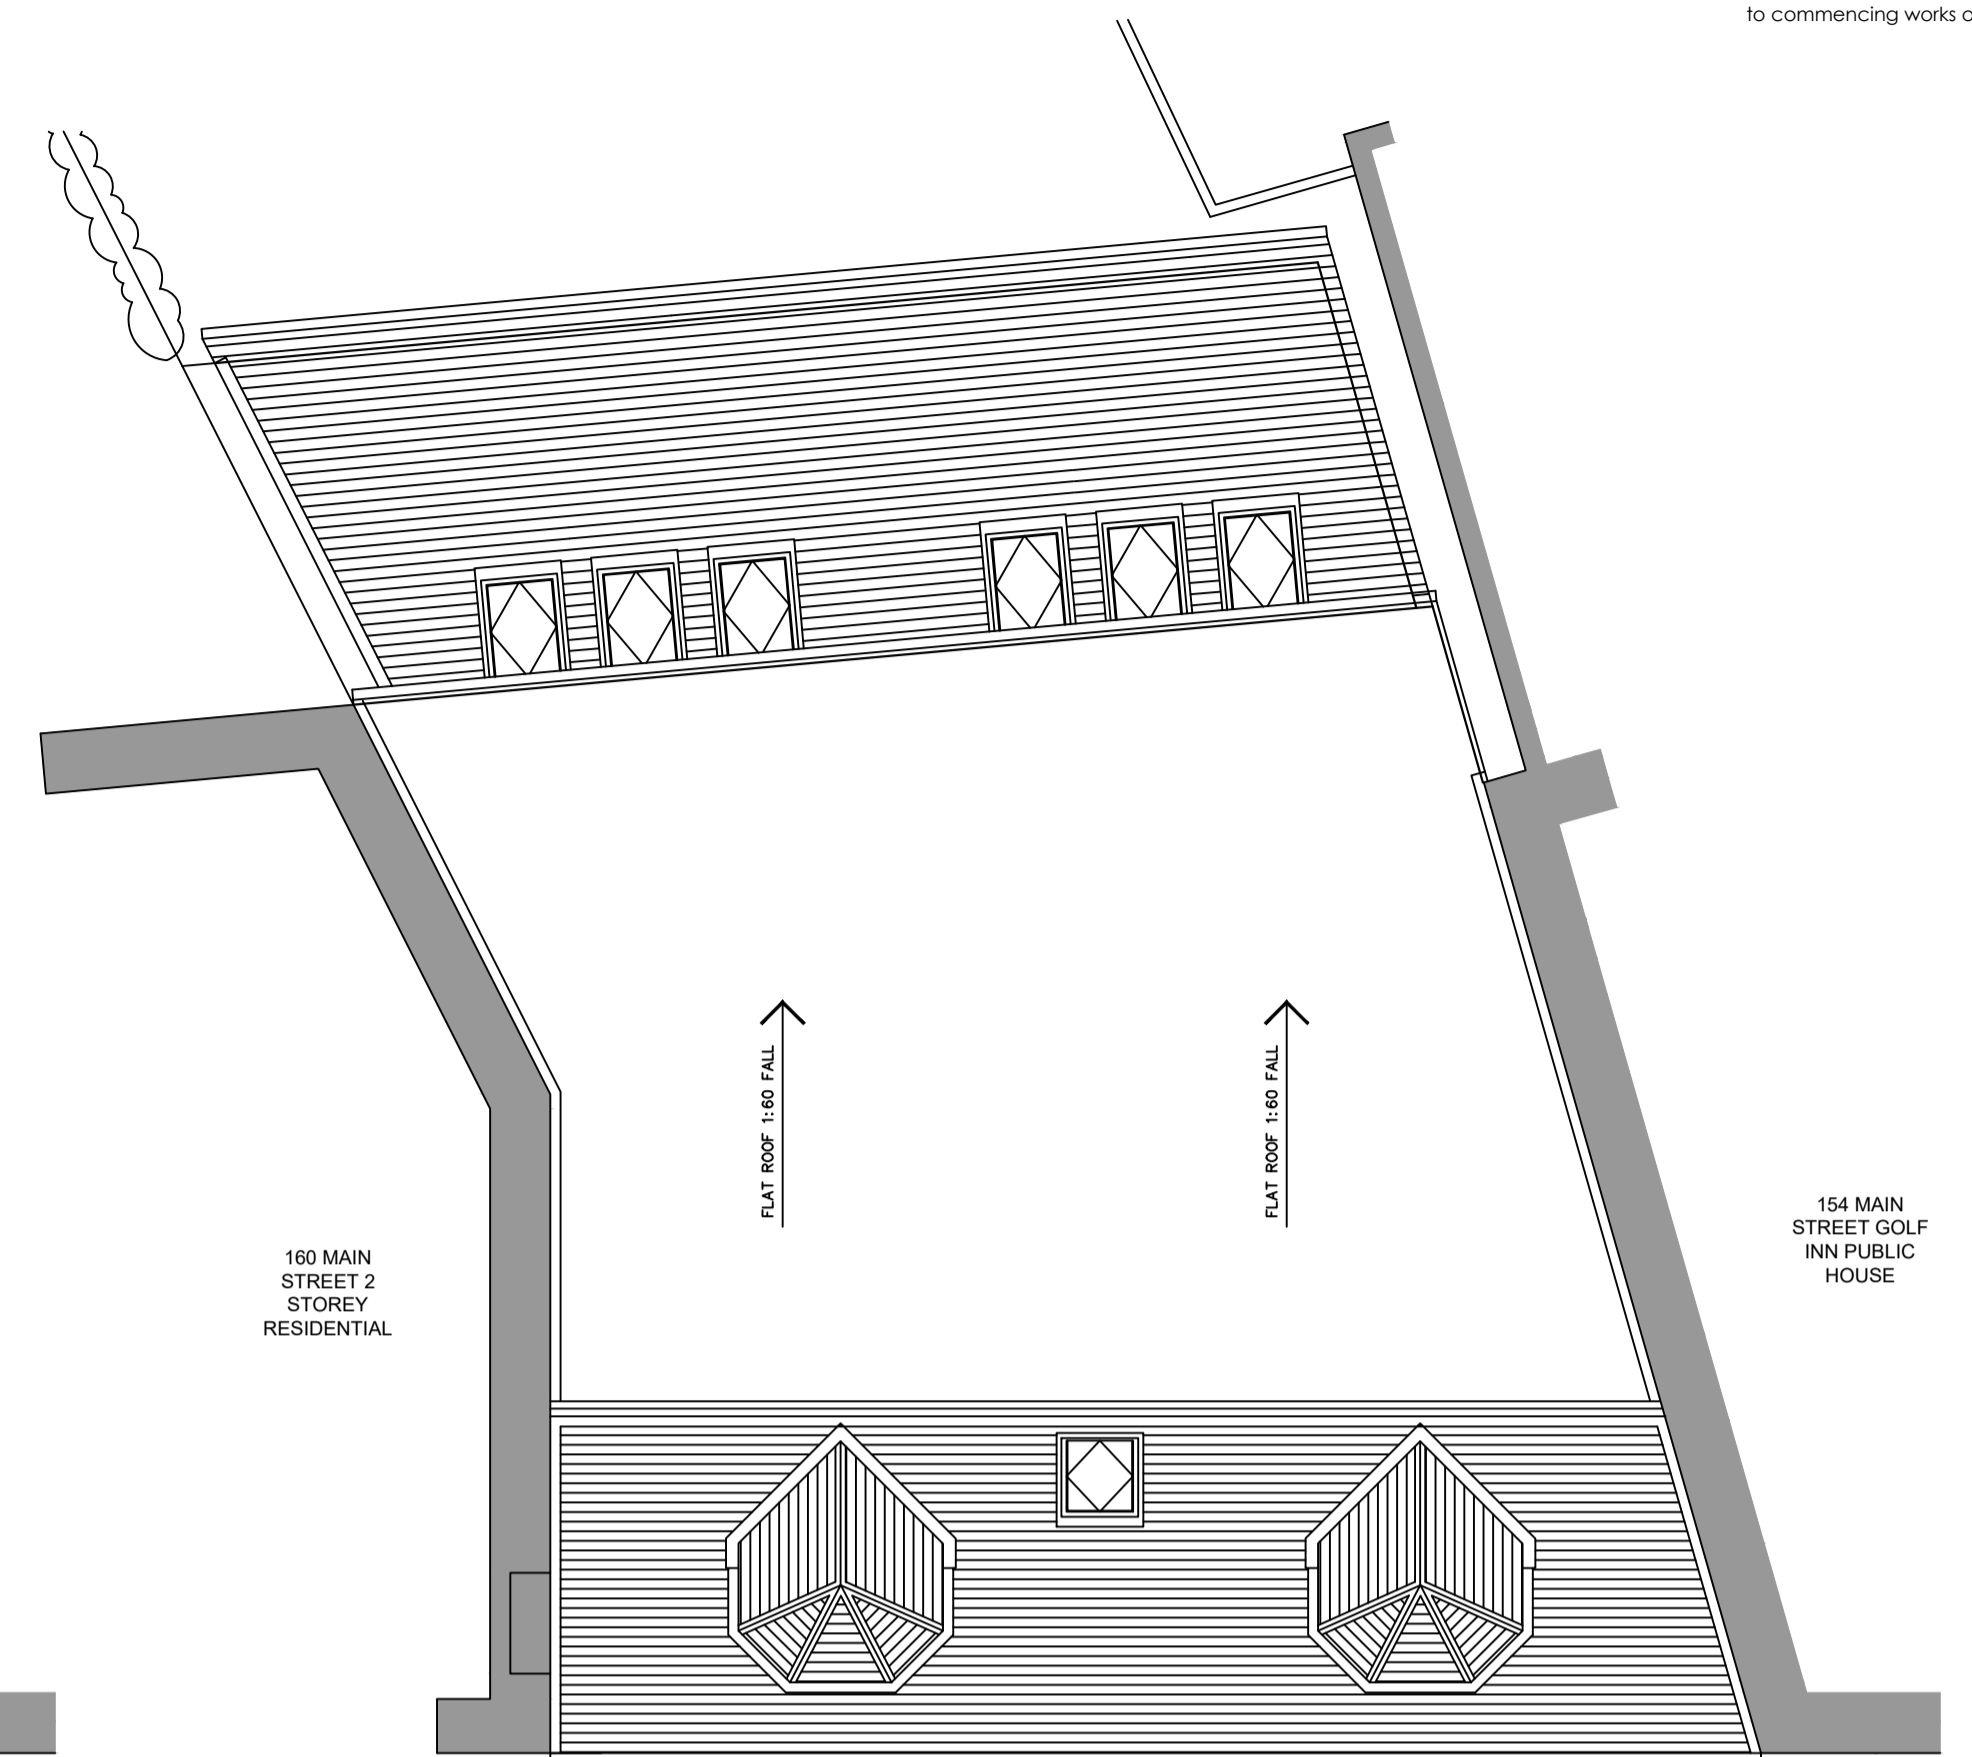 to commencing works o
FLAT ROOF 1:60 FALL
FLAT ROOF 1:60 FALL
160 MAIN
STREET 2
STOREY
RESIDENTIAL
154 MAIN
STREET GOLF
INN PUBLIC
HOUSE